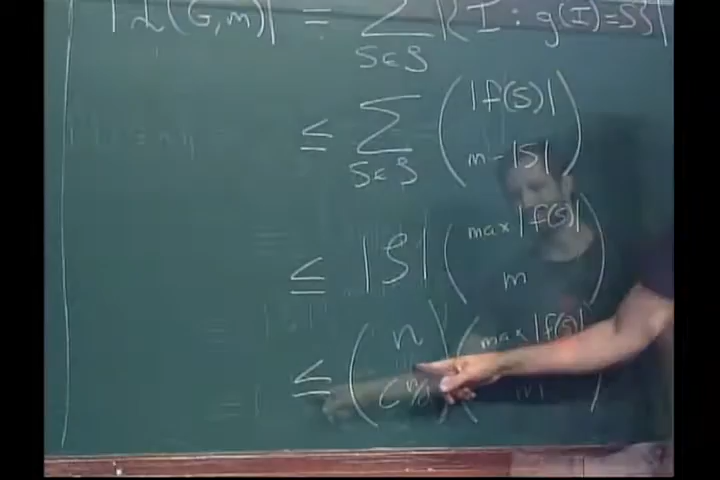 |I(G,m)| = ∑_{S∈S} |{I : g(I)=S}|
≤ ∑_{S∈S} ( |f(S)| / m-|S| )
≤ |S| ( max |f(S)| / m )
≤ ( n / C n/d ) ( max |f(S)| / m )